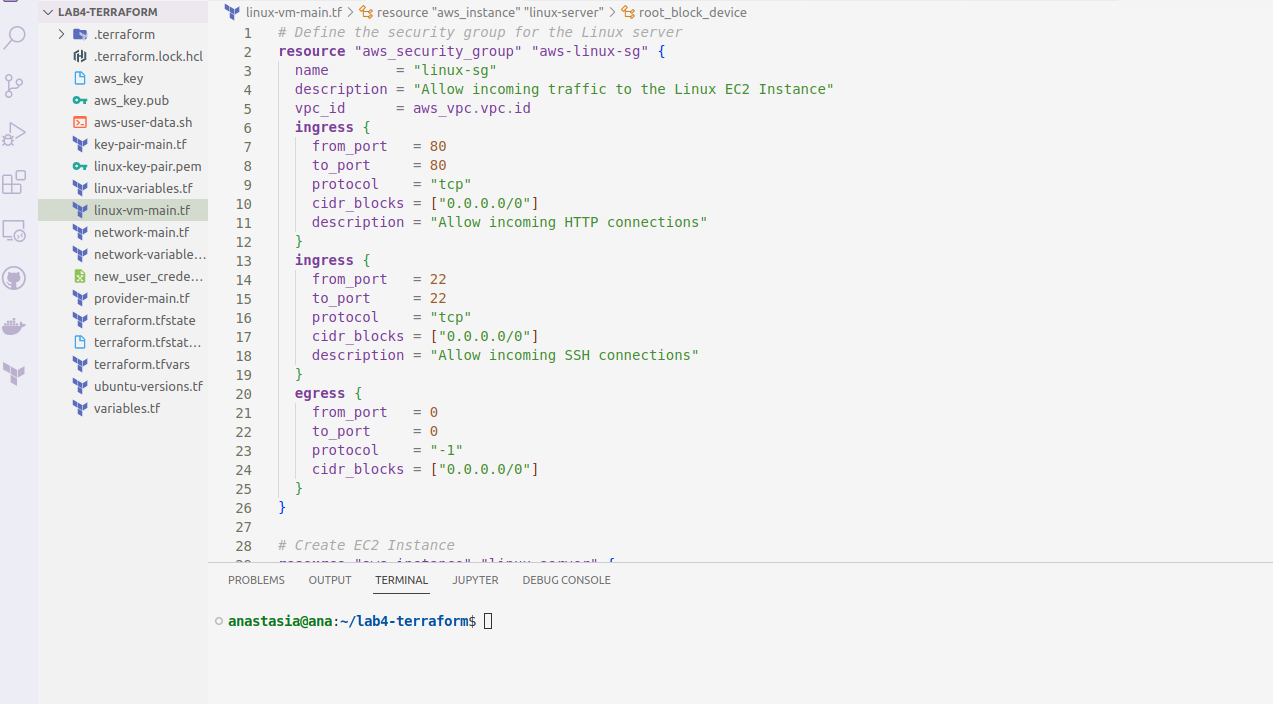 LAB4-TERRAFORM
.terraform
.terraform.lock.hcl
aws_key
aws_key.pub
aws-user-data.sh
key-pair-main.tf
linux-key-pair.pem
linux-variables.tf
linux-vm-main.tf
network-main.tf
network-variable...
new_user_crede...
provider-main.tf
terraform.tfstate
terraform.tfstat...
terraform.tfvars
ubuntu-versions.tf
variables.tf
linux-vm-main.tf > resource "aws_instance" "linux-server" > root_block_device
1 # Define the security group for the Linux server
2 resource "aws_security_group" "aws-linux-sg" {
3   name        = "linux-sg"
4   description = "Allow incoming traffic to the Linux EC2 Instance"
5   vpc_id      = aws_vpc.vpc.id
6   ingress {
7     from_port   = 80
8     to_port     = 80
9     protocol    = "tcp"
10     cidr_blocks = ["0.0.0.0/0"]
11     description = "Allow incoming HTTP connections"
12   }
13   ingress {
14     from_port   = 22
15     to_port     = 22
16     protocol    = "tcp"
17     cidr_blocks = ["0.0.0.0/0"]
18     description = "Allow incoming SSH connections"
19   }
20   egress {
21     from_port   = 0
22     to_port     = 0
23     protocol    = "-1"
24     cidr_blocks = ["0.0.0.0/0"]
25   }
26 }
27
28 # Create EC2 Instance
29 resource "aws_instance" "linux-server" {
PROBLEMS OUTPUT TERMINAL JUPYTER DEBUG CONSOLE
anastasia@ana:~/lab4-terraform$